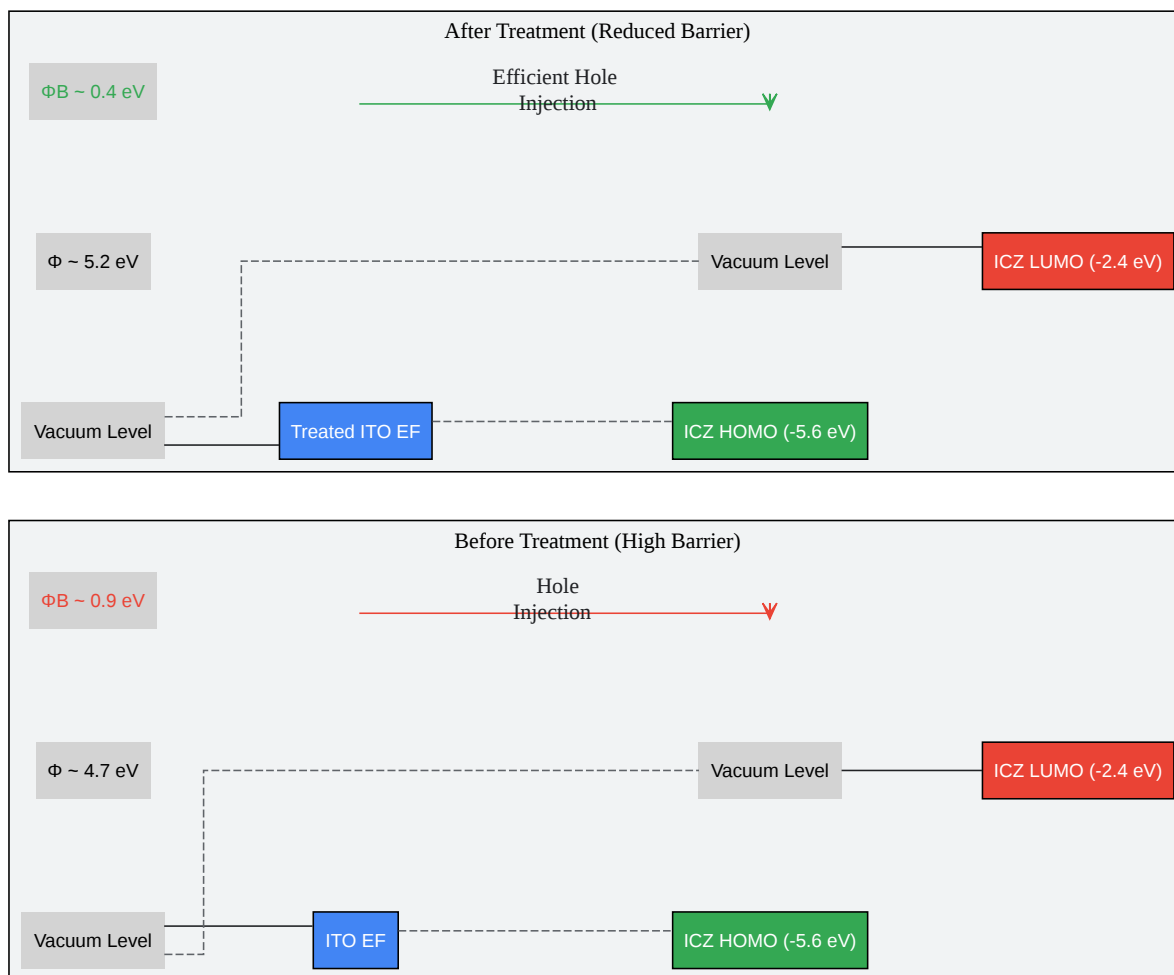 After Treatment (Reduced Barrier)
ΦB ~ 0.4 eV
Efficient Hole
Injection
Φ ~ 5.2 eV
Vacuum Level
ICZ LUMO (-2.4 eV)
Vacuum Level
Treated ITO EF
ICZ HOMO (-5.6 eV)
Before Treatment (High Barrier)
ΦB ~ 0.9 eV
Hole
Injection
Φ ~ 4.7 eV
Vacuum Level
ICZ LUMO (-2.4 eV)
Vacuum Level
ITO EF
ICZ HOMO (-5.6 eV)